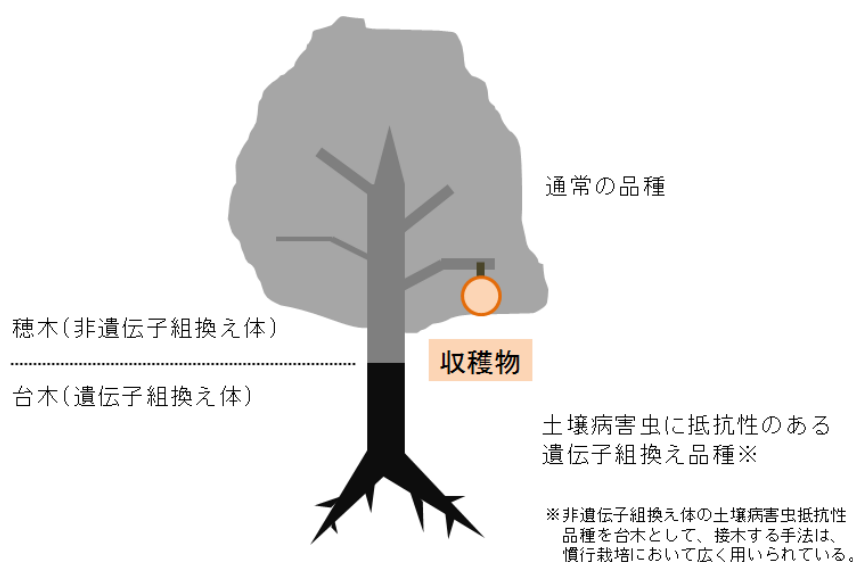 通常の品種
穂木(非遺伝子組換え体)
収穫物
台木(遺伝子組換え体)
土壌病害虫に抵抗性のある
遺伝子組換え品種※
※非遺伝子組換え体の土壌病害虫抵抗性
品種を台木として、接木する手法は、
慣行栽培において広く用いられている。